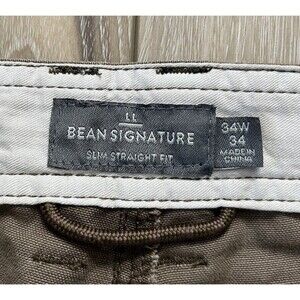 LL
BEAN SIGNATURE
SLIM STRAIGHT FIT
34W
34
MADE IN
CHINA